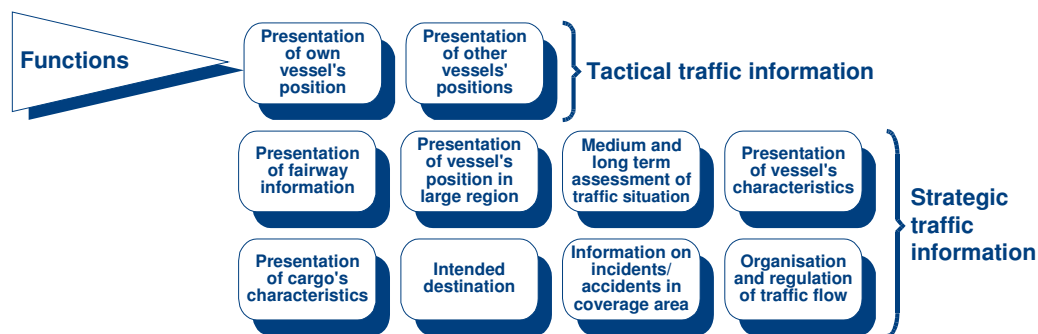 Functions
Presentation
of own
vessel's
position
Presentation
of other
vessels'
positions
Tactical traffic information
Presentation
of fairway
information
Presentation
of vessel's
position in
large region
Medium and
long term
assessment of
traffic situation
Presentation
of vessel's
characteristics
Strategic
traffic
information
Presentation
of cargo's
characteristics
Intended
destination
Information on
incidents/
accidents in
coverage area
Organisation
and regulation
of traffic flow